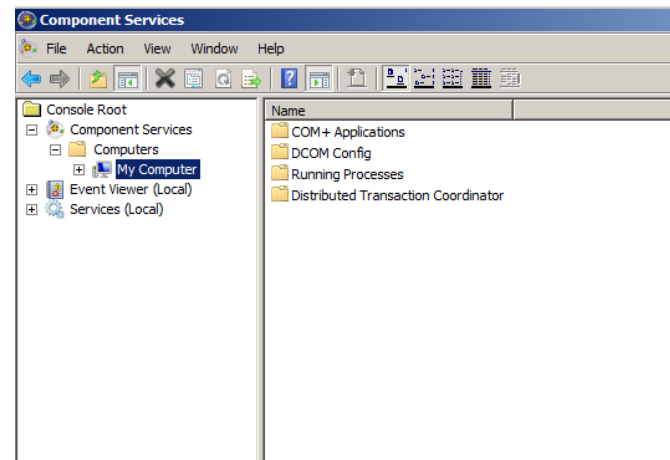 Component Services
File Action View Window Help
Console Root
Component Services
Computers
My Computer
Event Viewer (Local)
Services (Local)
Name
COM+ Applications
DCOM Config
Running Processes
Distributed Transaction Coordinator